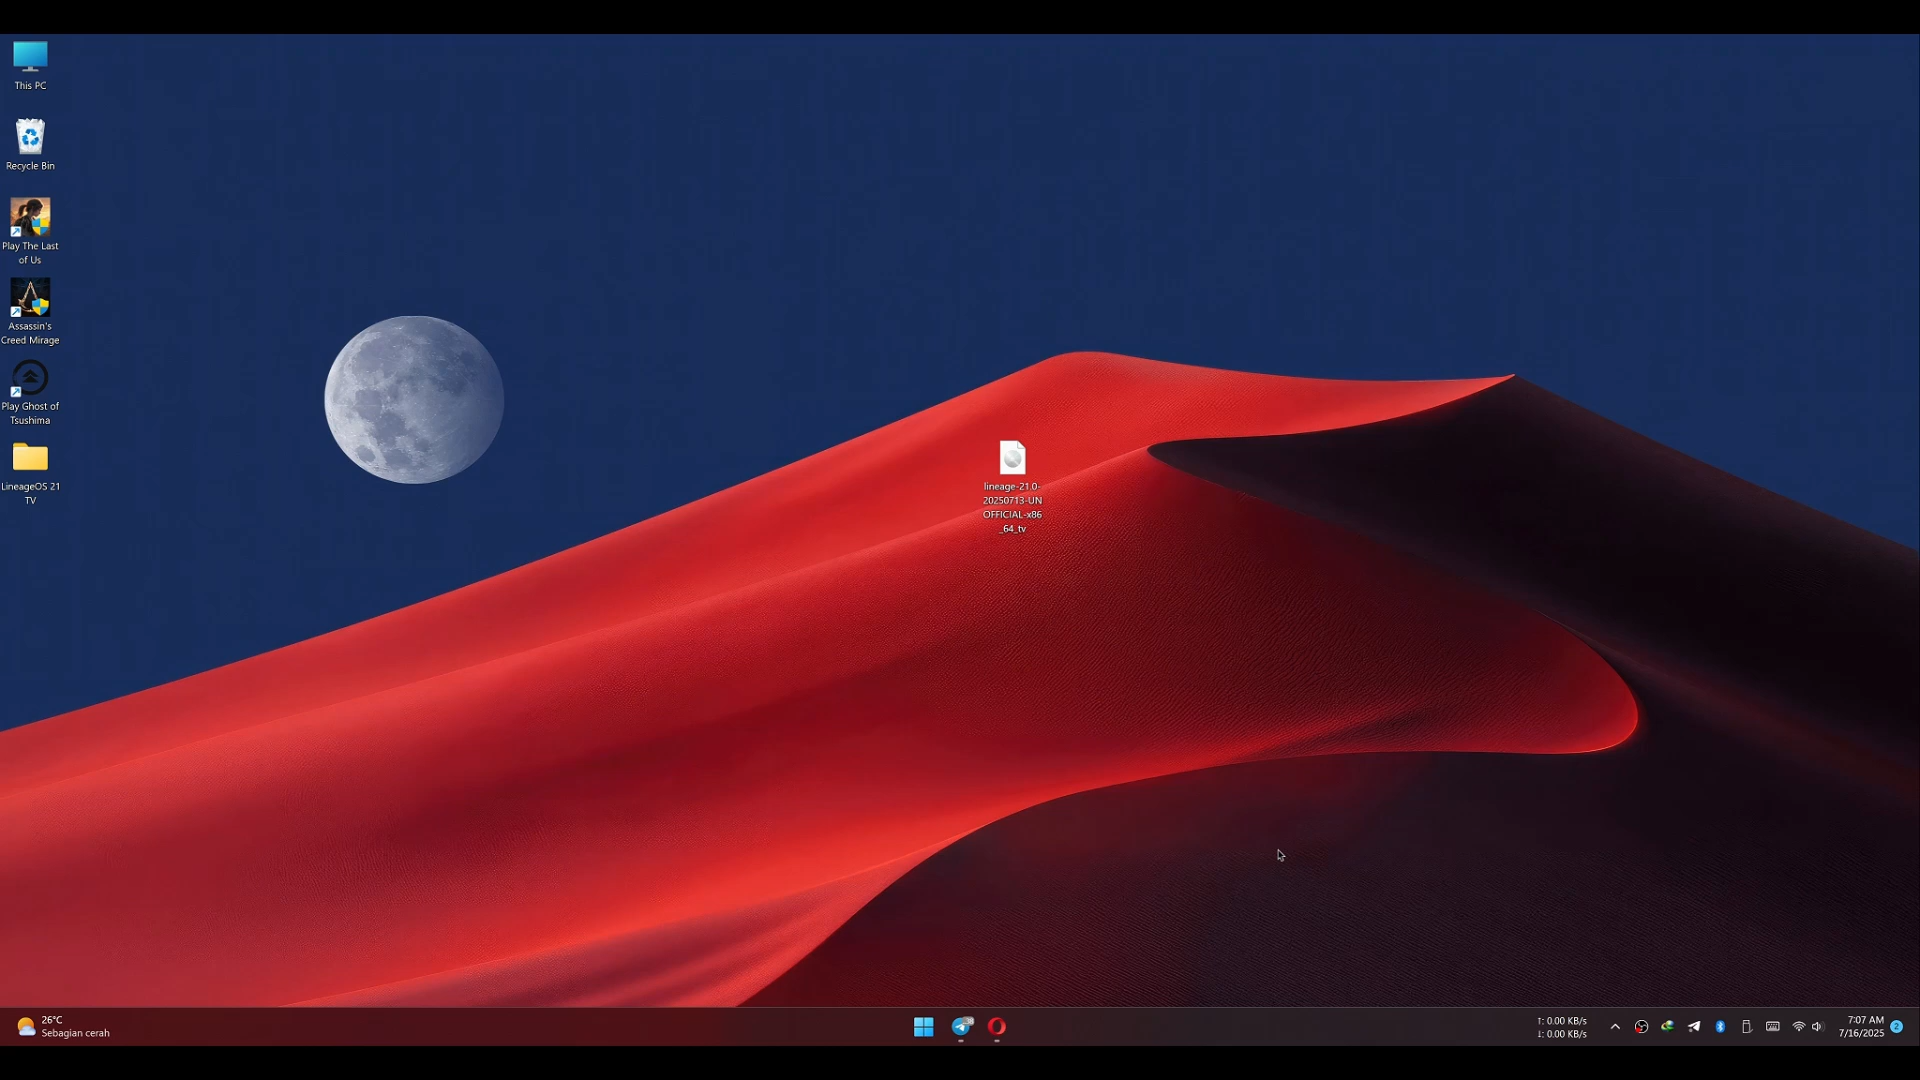 This PC
Recycle Bin
Play The Last
of Us
Assassin's
Creed Mirage
Play Ghost of
Tsushima
LineageOS 21
TV
lineage-21.0-
20250713-UN
OFFICIAL-x86
_64_tv
26°C
Sebagian cerah
↑: 0.00 KB/s
↓: 0.00 KB/s
7:07 AM
7/16/2025
2